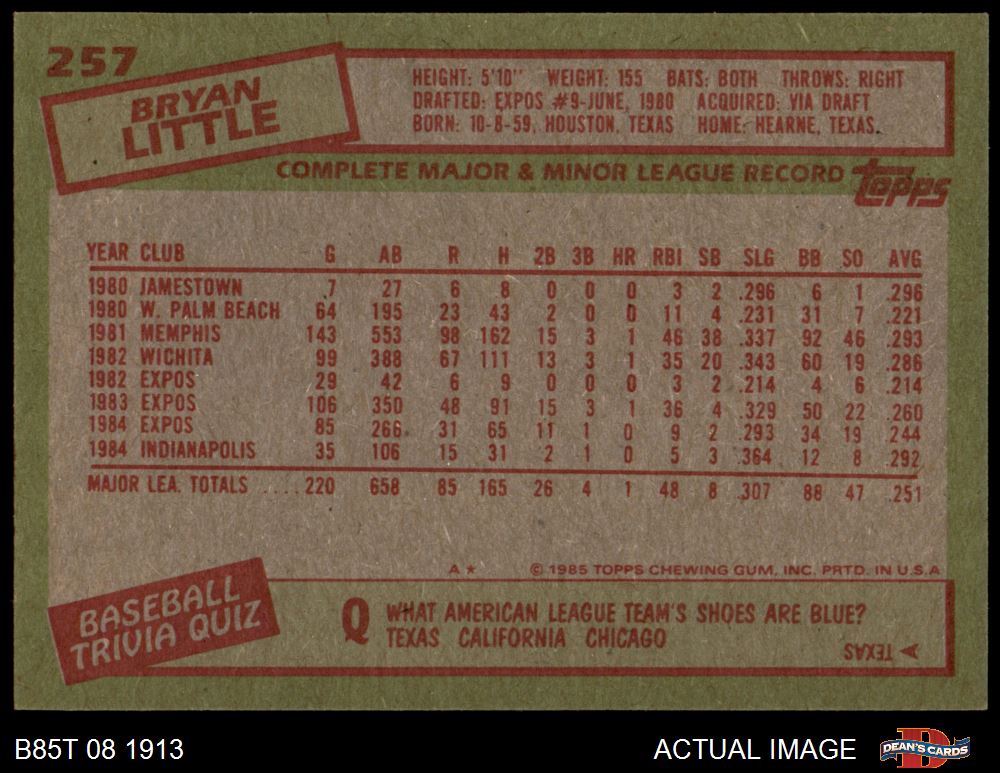 257
BRYAN
LITTLE
HEIGHT: 5'10" WEIGHT: 155 BATS: BOTH THROWS: RIGHT
DRAFTED: EXPOS #9-JUNE, 1980 ACQUIRED: VIA DRAFT
BORN: 10-8-59, HOUSTON, TEXAS HOME: HEARNE, TEXAS.
COMPLETE MAJOR & MINOR LEAGUE RECORD topps
YEAR CLUB G AB R H 2B 3B HR RBI SB SLG BB SO AVG
1980 JAMESTOWN 7 27 6 8 0 0 0 3 2 .296 6 1 .296
1980 W. PALM BEACH 64 195 23 43 2 0 0 11 4 .231 31 7 .221
1981 MEMPHIS 143 553 98 162 15 3 1 46 38 .337 92 46 .293
1982 WICHITA 99 388 67 111 13 3 1 35 20 .343 60 19 .286
1982 EXPOS 29 42 6 9 0 0 0 3 2 .214 4 6 .214
1983 EXPOS 106 350 48 91 15 3 1 36 4 .329 50 22 .260
1984 EXPOS 85 266 31 65 11 1 0 9 2 .293 34 19 .244
1984 INDIANAPOLIS 35 106 15 31 2 1 0 5 3 .364 12 8 .292
MAJOR LEA. TOTALS ....220 658 85 165 26 4 1 48 8 .307 88 47 .251
A * © 1985 TOPPS CHEWING GUM, INC. PRTD. IN U.S.A
BASEBALL
TRIVIA QUIZ
Q WHAT AMERICAN LEAGUE TEAM'S SHOES ARE BLUE?
TEXAS CALIFORNIA CHICAGO
A TEXAS
B85T 08 1913 ACTUAL IMAGE DEAN'S CARDS